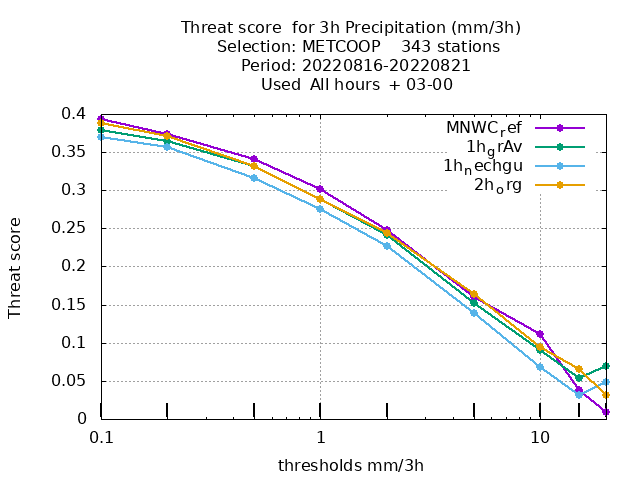 Threat score  for 3h Precipitation (mm/3h)
Selection: METCOOP    343 stations
Period: 20220816-20220821
Used  All hours  + 03-00
MNWC_ref
1h_grAv
1h_nechgu
2h_org
0.4
0.35
0.3
0.25
0.2
0.15
0.1
0.05
0
Threat score
0.1
1
10
thresholds mm/3h